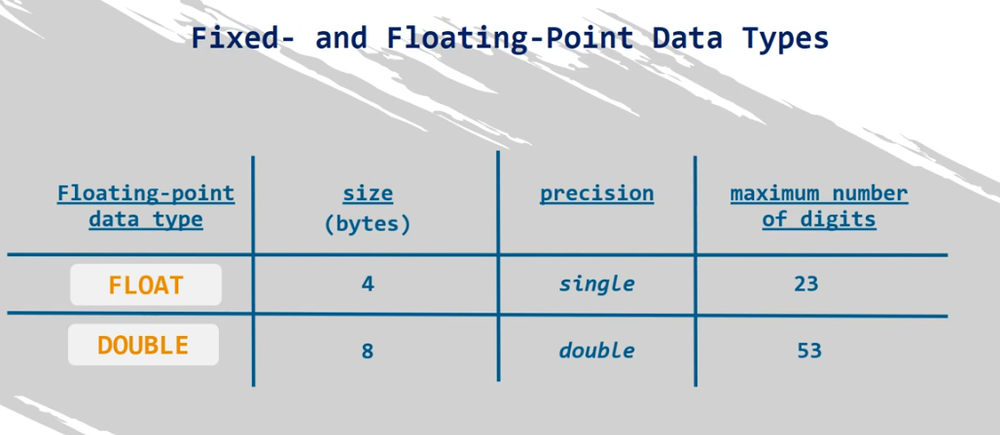 Fixed- and Floating-Point Data Types
Floating-point
data type
size
(bytes)
precision
maximum number
of digits
FLOAT
4
single
23
DOUBLE
8
double
53